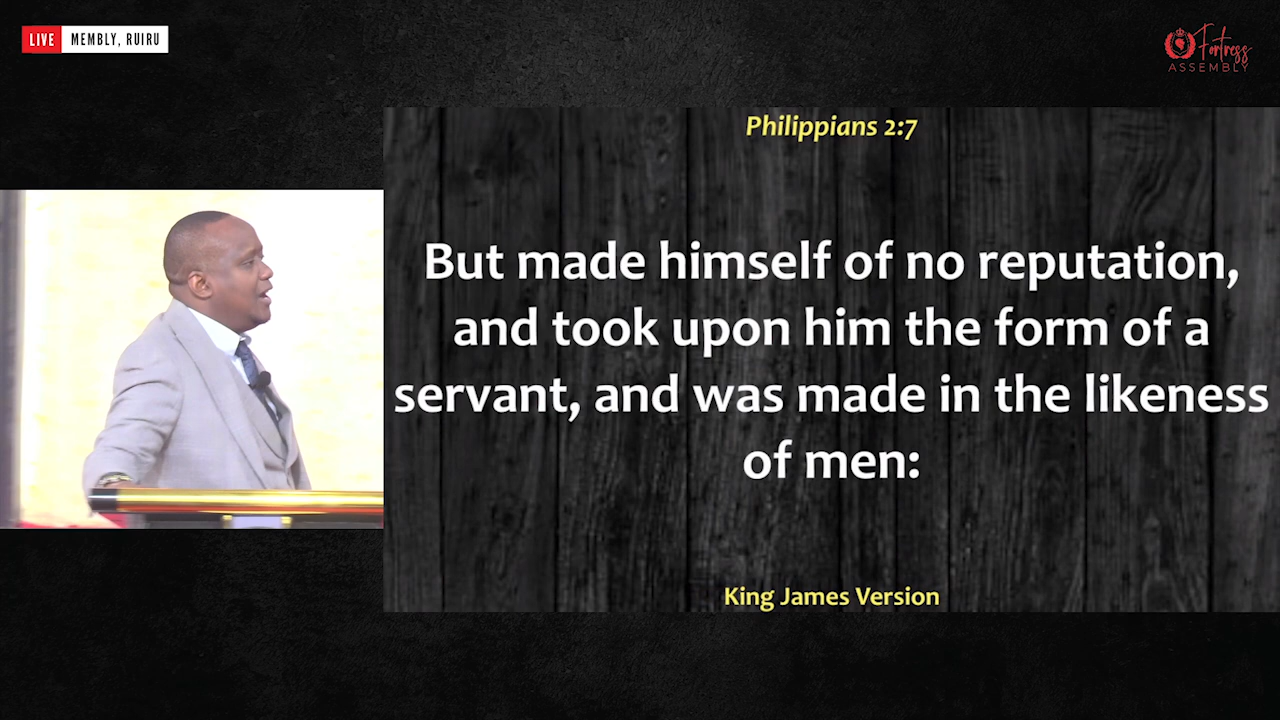 LIVE MEMBLY, RUIRU
Fortress
ASSEMBLY
Philippians 2:7
But made himself of no reputation,
and took upon him the form of a
servant, and was made in the likeness
of men:
King James Version